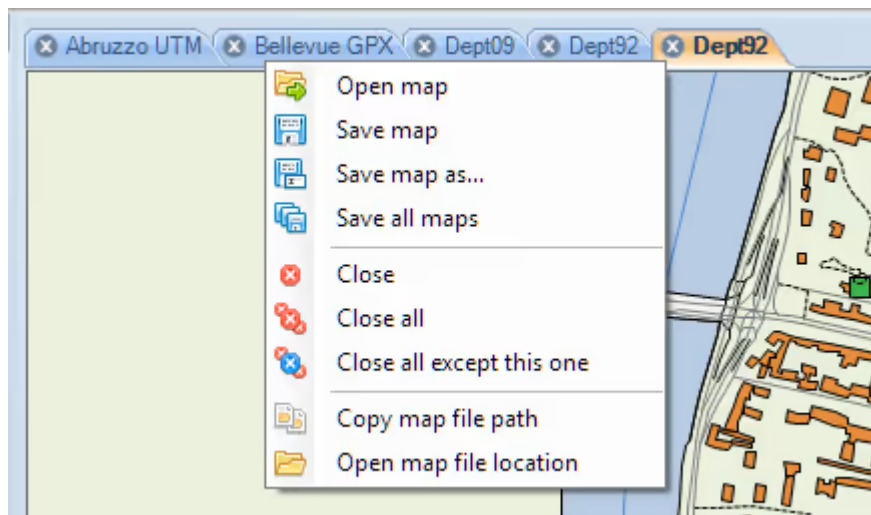 Abruzzo UTM Bellevue GPX Dept09 Dept92 Dept92
Open map
Save map
Save map as...
Save all maps
Close
Close all
Close all except this one
Copy map file path
Open map file location